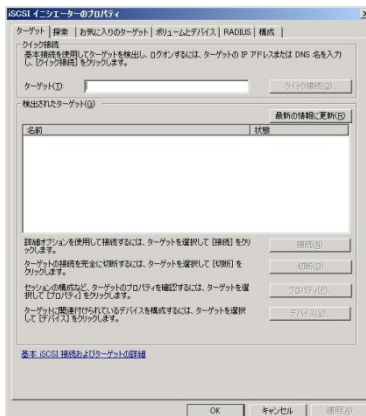 iSCSI イニシエーターのプロパティ
ターゲット 探索 お気に入りのターゲット ボリュームとデバイス RADIUS 構成
クイック接続
基本接続を使用してターゲットを検出し、ログオンするには、ターゲットの IP アドレスまたは DNS 名を入力
し、[クイック接続] をクリックします。
ターゲット(T):
クイック接続(Q)...
検出されたターゲット(G)
最新の情報に更新(R)
名前 状態
詳細オプションを使用して接続するには、ターゲットを選択して [接続] をクリ
ックします。
接続(N)
ターゲットの接続を完全に切断するには、ターゲットを選択して [切断] を
クリックします。
切断(D)
セッションの構成など、ターゲットのプロパティを確認するには、ターゲットを選
択して [プロパティ] をクリックします。
プロパティ(P)...
ターゲットに関連付けられているデバイスを構成するには、ターゲットを選択
して [デバイス] をクリックします。
デバイス(V)...
基本 iSCSI 接続およびターゲットの詳細
OK キャンセル 適用(A)